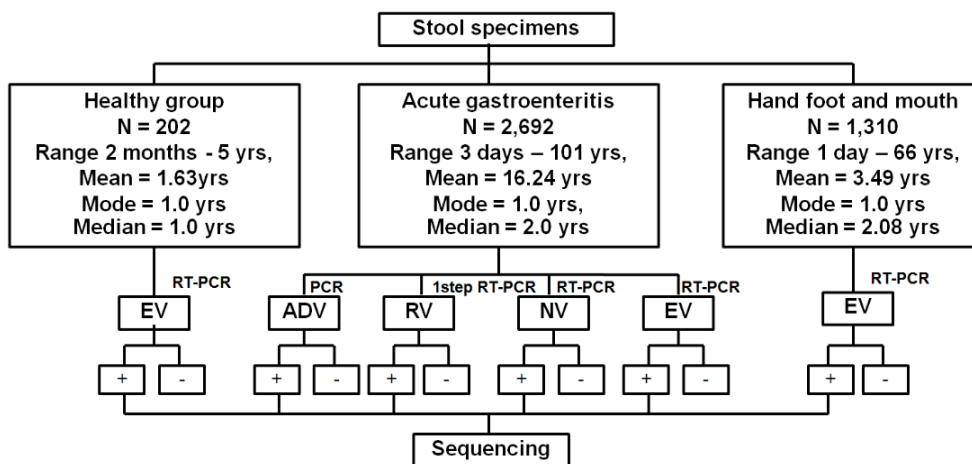 Stool specimens
Healthy group
N = 202
Range 2 months - 5 yrs,
Mean = 1.63yrs
Mode = 1.0 yrs
Median = 1.0 yrs
Acute gastroenteritis
N = 2,692
Range 3 days – 101 yrs,
Mean = 16.24 yrs
Mode = 1.0 yrs,
Median = 2.0 yrs
Hand foot and mouth
N = 1,310
Range 1 day – 66 yrs,
Mean = 3.49 yrs
Mode = 1.0 yrs
Median = 2.08 yrs
RT-PCR
PCR
1step RT-PCR
RT-PCR
RT-PCR
RT-PCR
EV
ADV
RV
NV
EV
EV
+ -
+ -
+ -
+ -
+ -
+ -
Sequencing